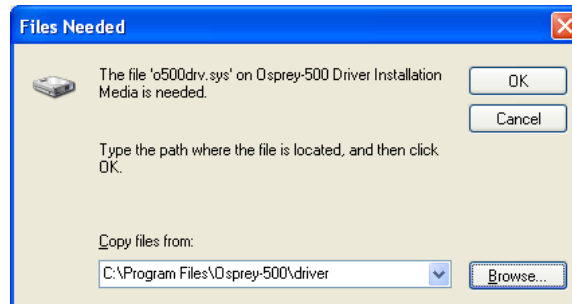 Files Needed
The file 'o500drv.sys' on Osprey-500 Driver Installation
Media is needed.
OK
Cancel
Type the path where the file is located, and then click
OK.
Copy files from:
C:\Program Files\Osprey-500\driver
Browse...